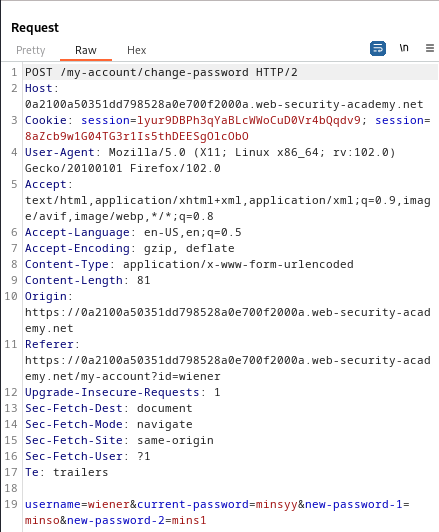 Request
Pretty Raw Hex \n
1 POST /my-account/change-password HTTP/2
2 Host:
0a2100a50351dd798528a0e700f2000a.web-security-academy.net
3 Cookie: session=lyur9DBPh3qYaBLcWWoCuD0Vr4bQqdv9; session=
8aZcb9w1G04TG3r1Is5thDEESgOlcObO
4 User-Agent: Mozilla/5.0 (X11; Linux x86_64; rv:102.0)
Gecko/20100101 Firefox/102.0
5 Accept:
text/html,application/xhtml+xml,application/xml;q=0.9,imag
e/avif,image/webp,*/*;q=0.8
6 Accept-Language: en-US,en;q=0.5
7 Accept-Encoding: gzip, deflate
8 Content-Type: application/x-www-form-urlencoded
9 Content-Length: 81
10 Origin:
https://0a2100a50351dd798528a0e700f2000a.web-security-acad
emy.net
11 Referer:
https://0a2100a50351dd798528a0e700f2000a.web-security-acad
emy.net/my-account?id=wiener
12 Upgrade-Insecure-Requests: 1
13 Sec-Fetch-Dest: document
14 Sec-Fetch-Mode: navigate
15 Sec-Fetch-Site: same-origin
16 Sec-Fetch-User: ?1
17 Te: trailers
18
19 username=wiener&current-password=minsyy&new-password-1=
minso&new-password-2=mins1